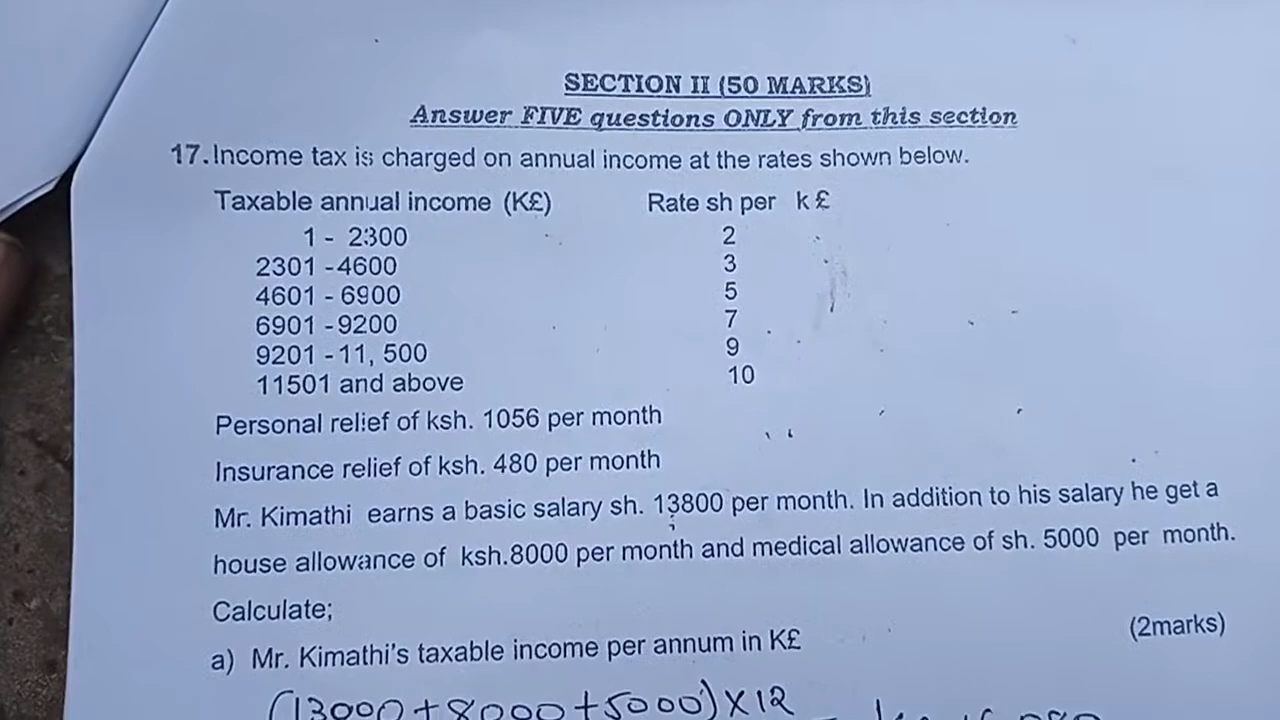 SECTION II (50 MARKS)
Answer FIVE questions ONLY from this section
17. Income tax is charged on annual income at the rates shown below.
Taxable annual income (K£) Rate sh per k £
1 - 2300 2
2301 - 4600 3
4601 - 6900 5
6901 - 9200 7
9201 - 11, 500 9
11501 and above 10
Personal relief of ksh. 1056 per month
Insurance relief of ksh. 480 per month
Mr. Kimathi earns a basic salary sh. 13800 per month. In addition to his salary he get a
house allowance of ksh.8000 per month and medical allowance of sh. 5000 per month.
Calculate;
a) Mr. Kimathi's taxable income per annum in K£ (2marks)
(13000 + 8000 + 5000) X 12